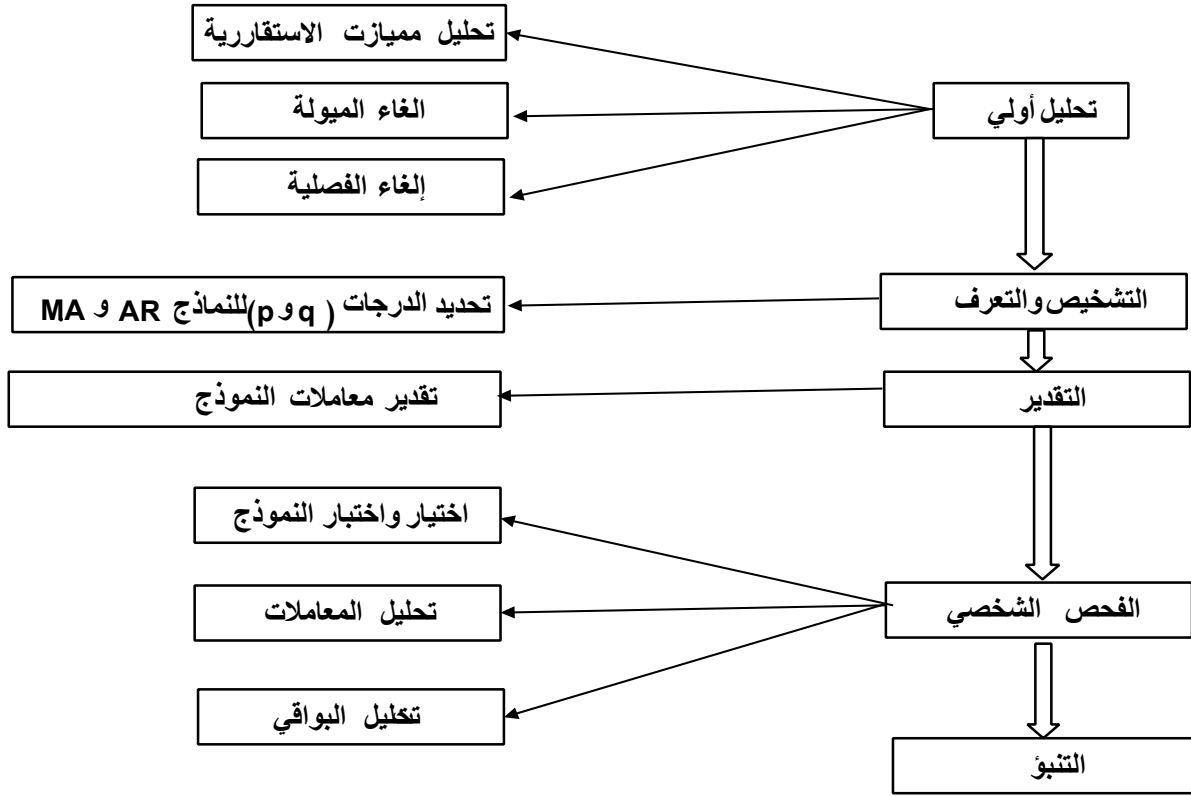 تحليل مميازت الاستقاررية
تحليل أولي
الغاء الميولة
إلغاء الفصلية
التشخيص والتعرف
تحديد الدرجات ( q و p)للنماذج AR و MA
التقدير
تقدير معاملات النموذج
اختيار واختبار النموذج
الفحص الشخصي
تحليل المعاملات
تكليل البواقي
التنبؤ